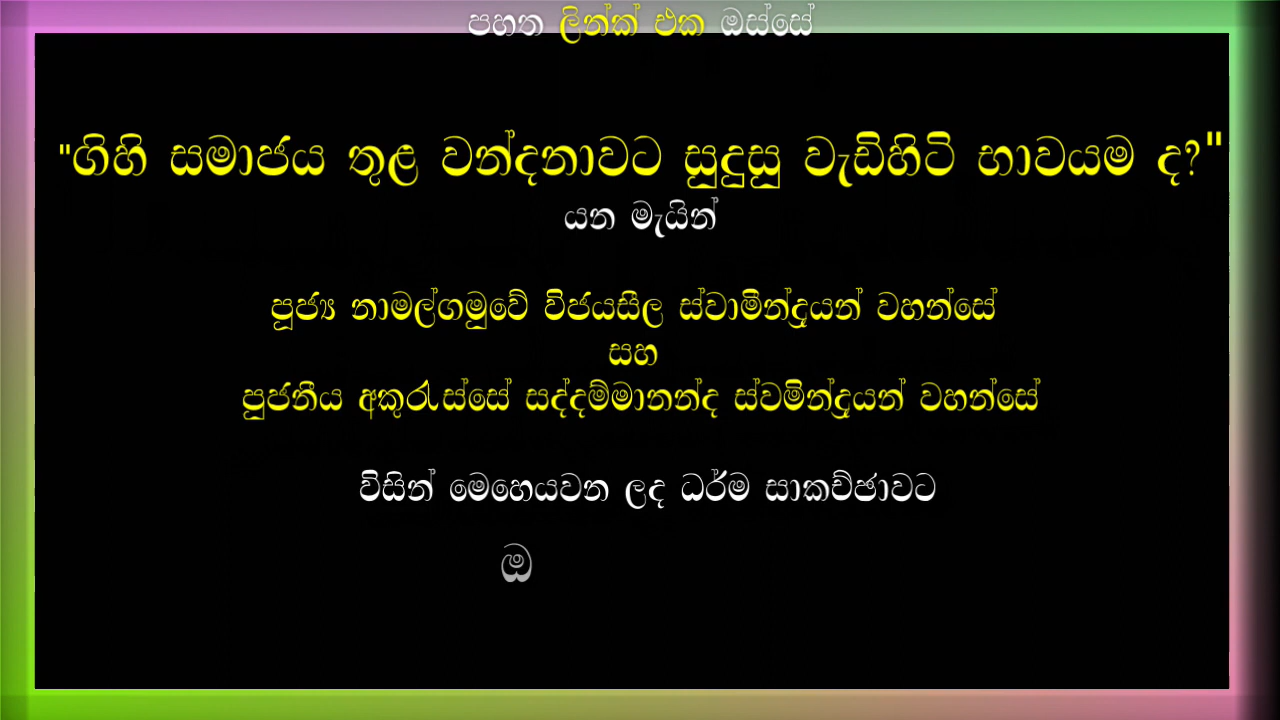 පහත ලින්ක් එක ඔස්සේ
"ගිහි සමාජය තුළ වන්දනාවට සුදුසු වැඩිහිටි භාවයම ද?"
යන මැයින්
පූජ්‍ය නාමල්ගමුවේ විජයසීල ස්වාමීන්ද්‍රයන් වහන්සේ
සහ
පුජනීය අකුරැස්සේ සද්දම්මානන්ද ස්වමින්ද්‍රයන් වහන්සේ
විසින් මෙහෙයවන ලද ධර්ම සාකච්ඡාවට
ඔ